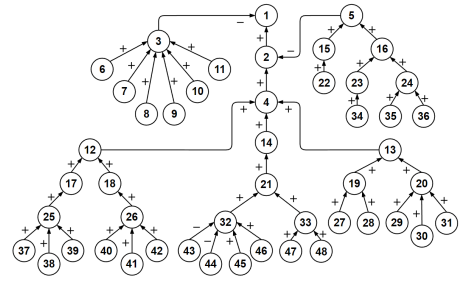 1 5
−
3 + 15 16
+ + + +
2 −
6 + + + + 11 + + +
7 10 22 23 24
8 9 + + + +
4 34 35 36
+ + +
14
12 + 13
+ + + +
17 18 21 19 20
+ + + + + + + + +
25 26 32 33 27 28 29 31
+ + + + + + − + + + + 30
37 39 40 42 43 − + 46 47 48
38 41 44 45